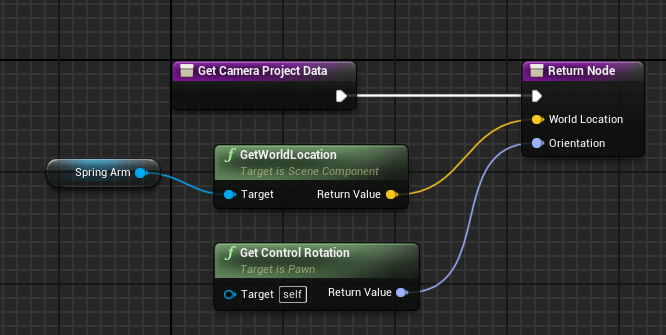 Get Camera Project Data
Return Node
World Location
Orientation
GetWorldLocation
Target is Scene Component
Spring Arm
Target
Return Value
Get Control Rotation
Target is Pawn
Target self
Return Value